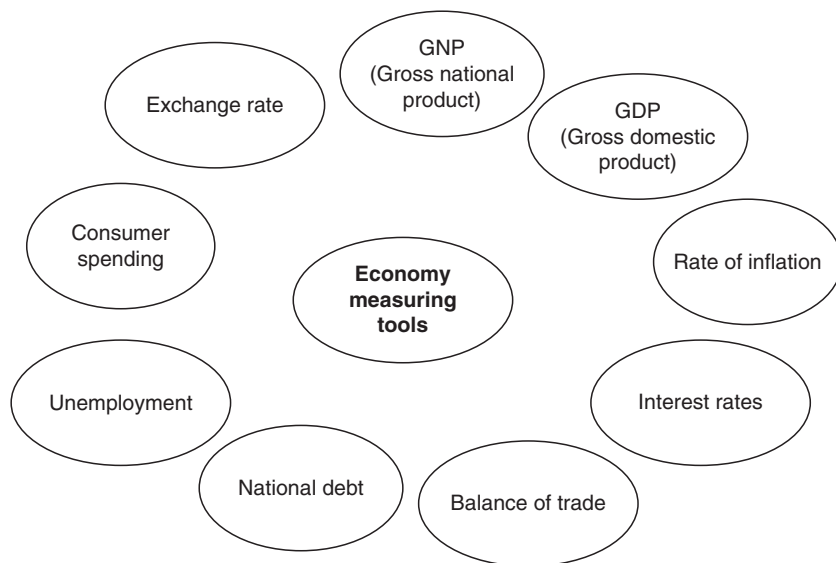 GNP
(Gross national
product)
Exchange rate
GDP
(Gross domestic
product)
Consumer
spending
Rate of inflation
Economy
measuring
tools
Unemployment
Interest rates
National debt
Balance of trade